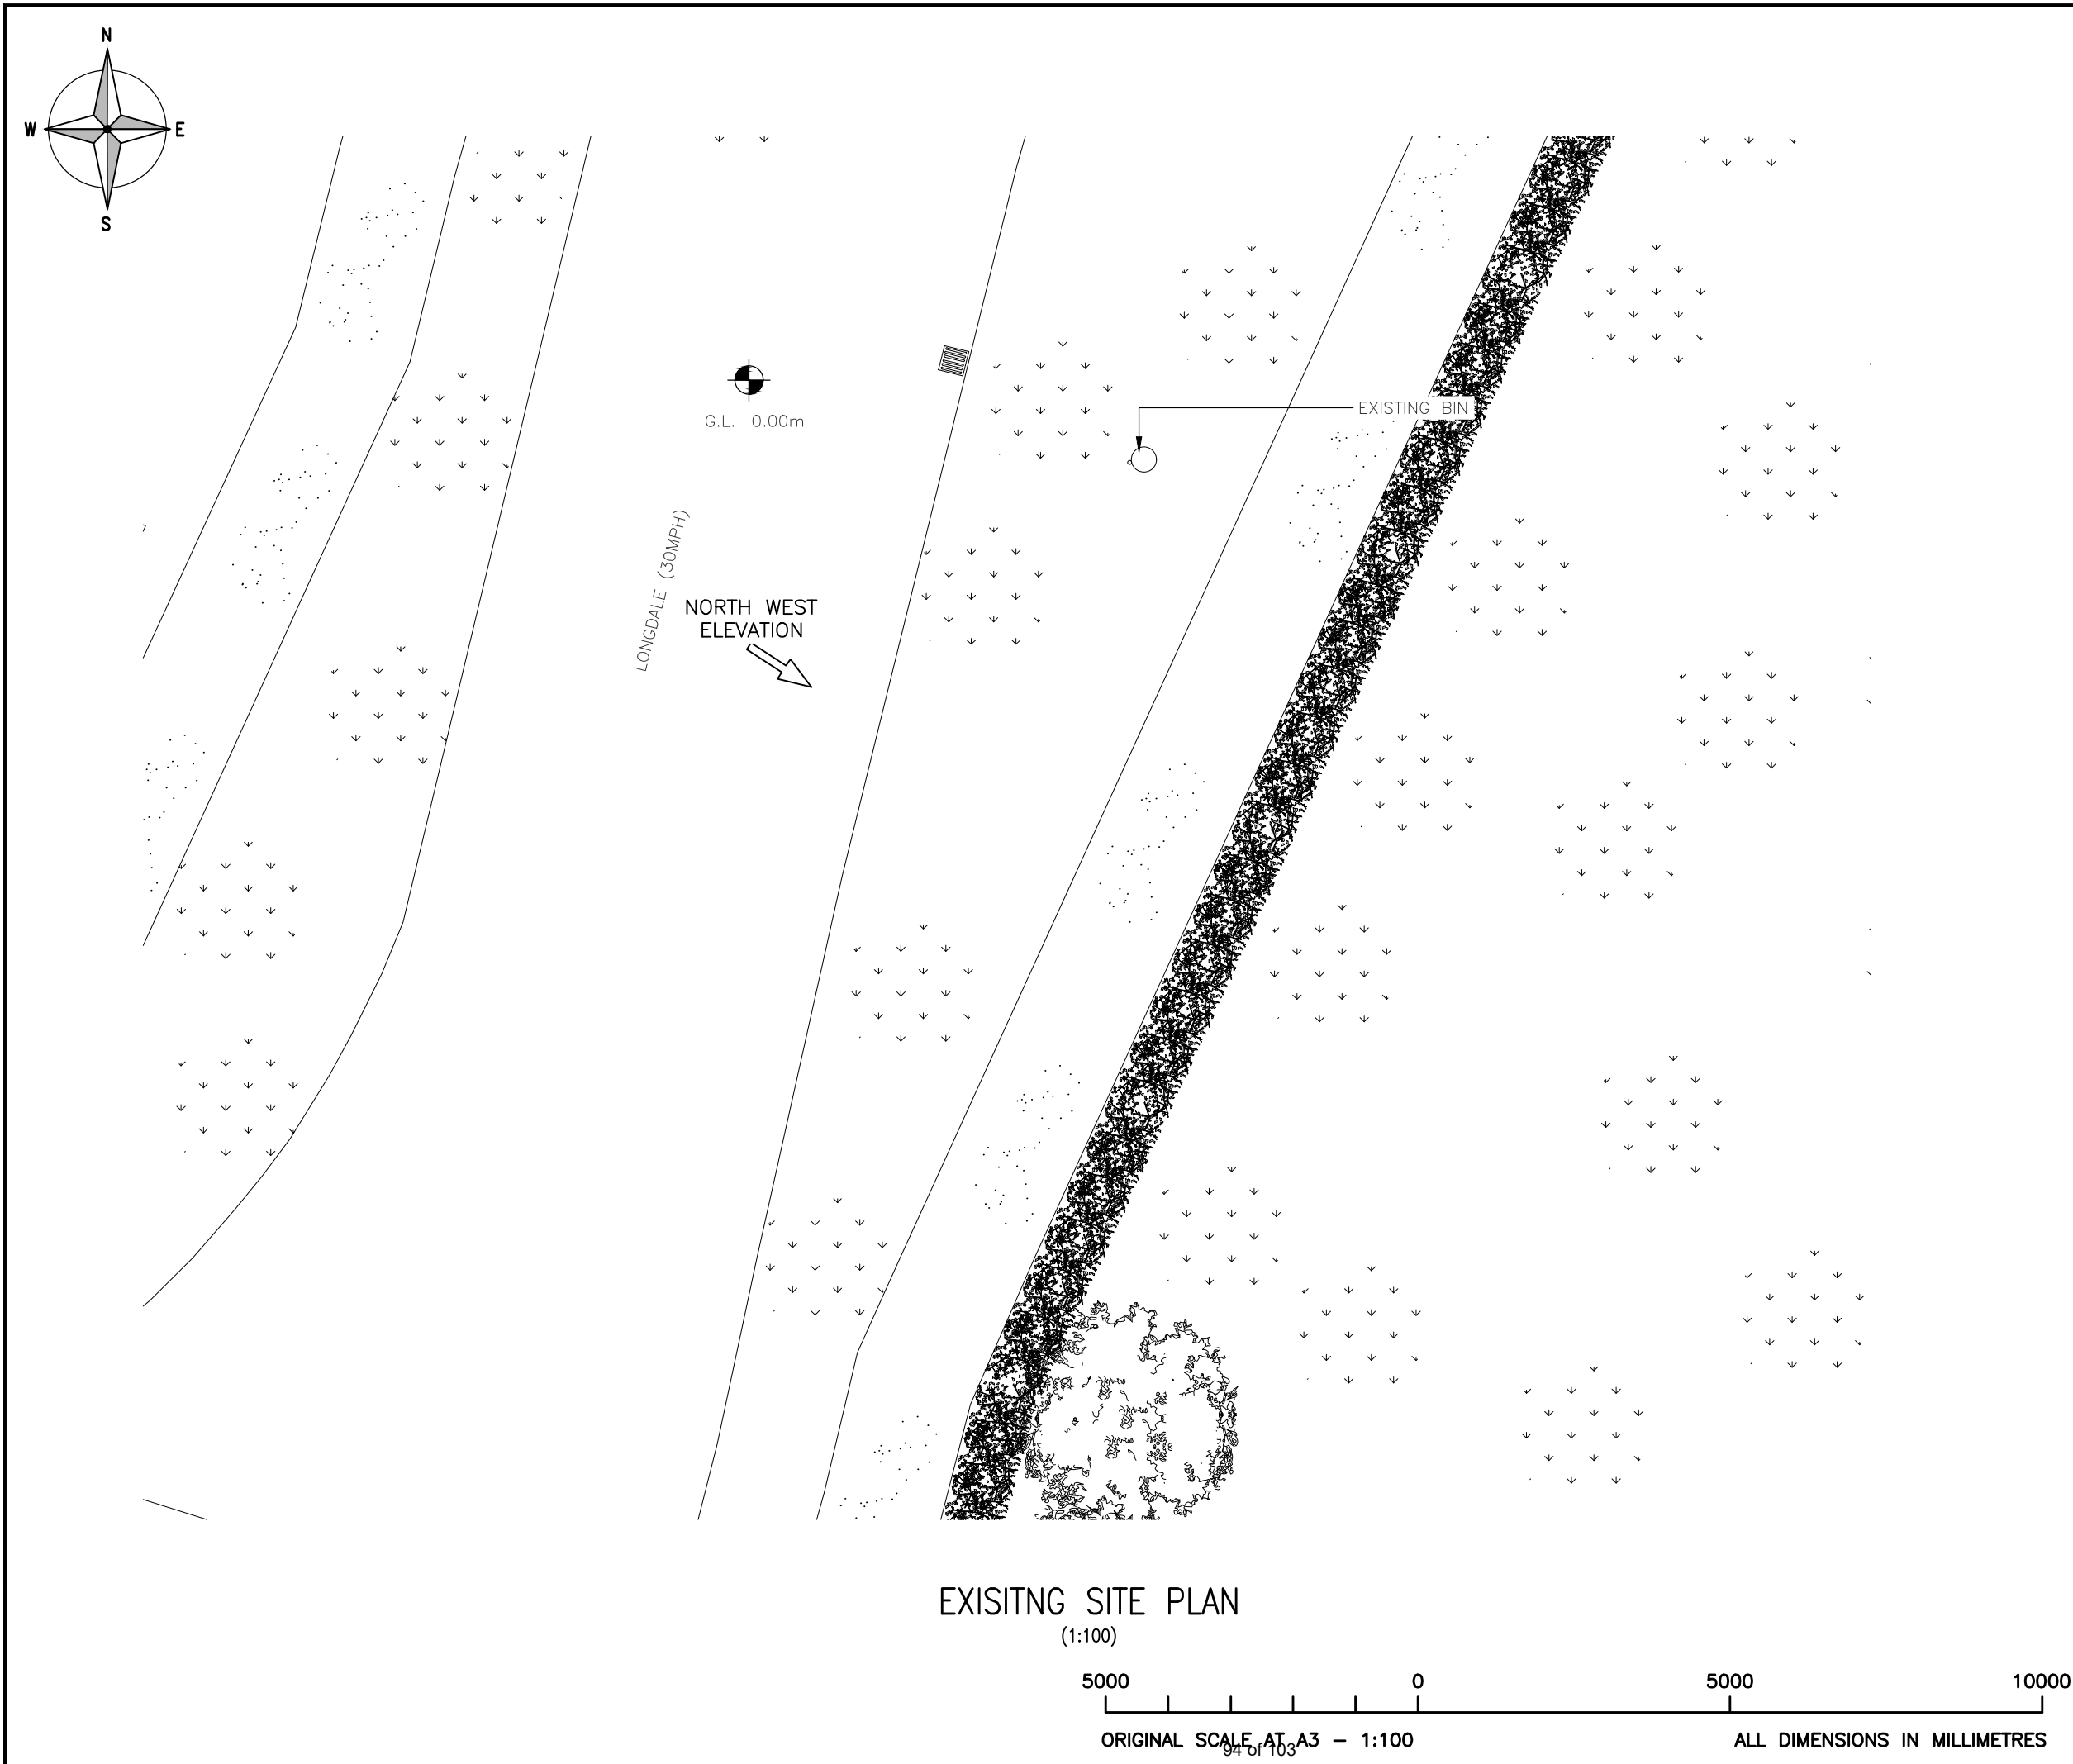 N
W E
S
EXISTING BIN
G.L. 0.00m
LONGDALE (30MPH)
NORTH WEST
ELEVATION
EXISITNG SITE PLAN
(1:100)
5000 0 5000 10000
ORIGINAL SCALE AT A3 - 1:100
ALL DIMENSIONS IN MILLIMETRES
94 of 103